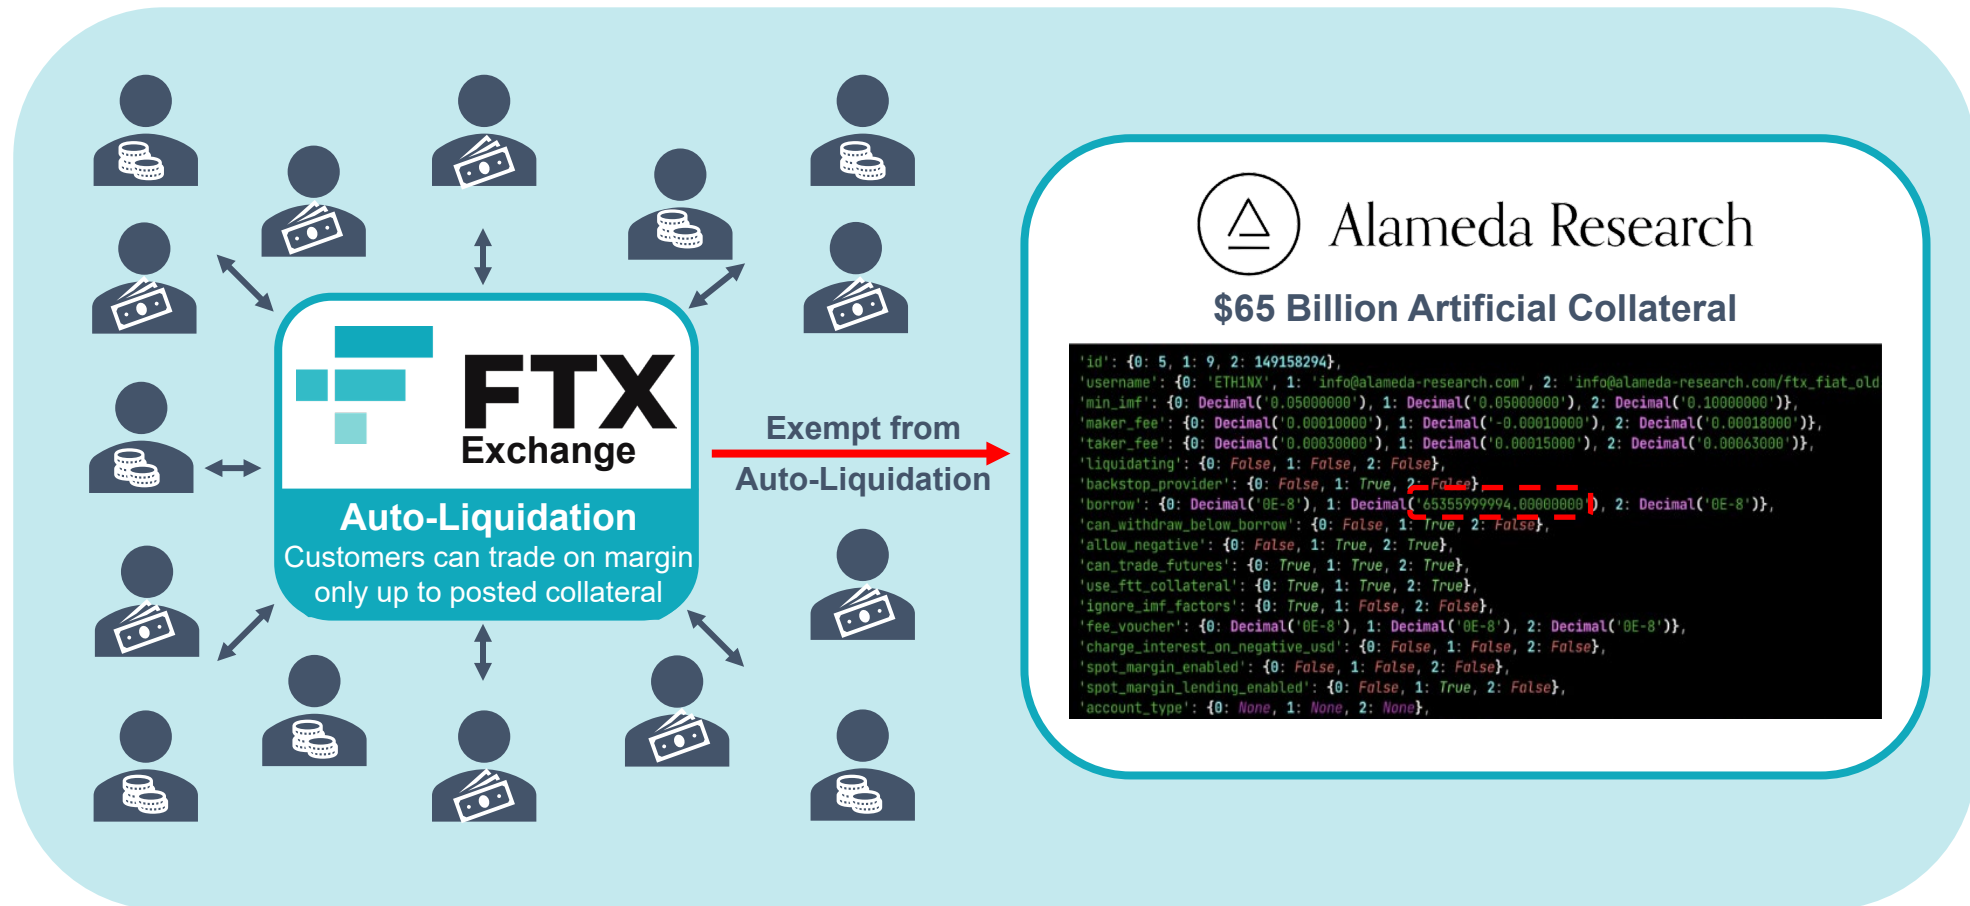 FTX
Exchange
Auto-Liquidation
Customers can trade on margin
only up to posted collateral
Exempt from
Auto-Liquidation
Alameda Research
$65 Billion Artificial Collateral
'id': {0: 5, 1: 9, 2: 149158294},
'username': {0: 'ETH1NX', 1: 'info@alameda-research.com', 2: 'info@alameda-research.com/ftx_fiat_old
'min_imf': {0: Decimal('0.05000000'), 1: Decimal('0.05000000'), 2: Decimal('0.10000000')},
'maker_fee': {0: Decimal('0.00010000'), 1: Decimal('-0.00010000'), 2: Decimal('0.00018000')},
'taker_fee': {0: Decimal('0.00030000'), 1: Decimal('0.00015000'), 2: Decimal('0.00063000')},
'liquidating': {0: False, 1: False, 2: False},
'backstop_provider': {0: False, 1: True, 2: False},
'borrow': {0: Decimal('0E-8'), 1: Decimal('65355999994.00000000'), 2: Decimal('0E-8')},
'can_withdraw_below_borrow': {0: False, 1: True, 2: False},
'allow_negative': {0: False, 1: True, 2: True},
'can_trade_futures': {0: True, 1: True, 2: True},
'use_ftt_collateral': {0: True, 1: True, 2: True},
'ignore_imf_factors': {0: True, 1: False, 2: False},
'fee_voucher': {0: Decimal('0E-8'), 1: Decimal('0E-8'), 2: Decimal('0E-8')},
'charge_interest_on_negative_usd': {0: False, 1: False, 2: False},
'spot_margin_enabled': {0: False, 1: False, 2: False},
'spot_margin_lending_enabled': {0: False, 1: True, 2: False},
'account_type': {0: None, 1: None, 2: None},